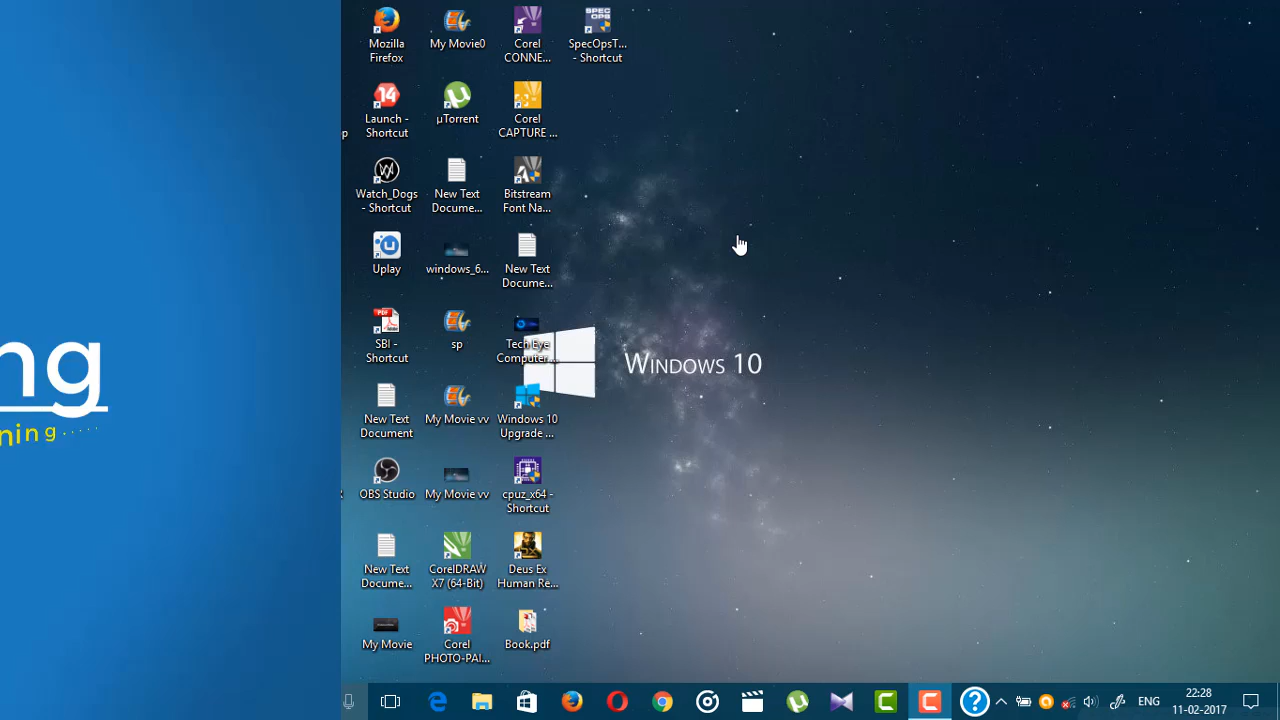 ng
ning.....
Mozilla
Firefox
My Movie0
Corel
CONNE...
SpecOpsT...
- Shortcut
Launch -
Shortcut
µTorrent
Corel
CAPTURE ...
p
Watch_Dogs
- Shortcut
New Text
Docume...
Bitstream
Font Na...
Uplay
windows_6...
New Text
Docume...
SBI -
Shortcut
sp
Tech Eye
Computer...
WINDOWS 10
New Text
Document
My Movie vv
Windows 10
Upgrade ...
OBS Studio
My Movie vv
cpuz_x64 -
Shortcut
New Text
Docume...
CorelDRAW
X7 (64-Bit)
Deus Ex
Human Re...
My Movie
Corel
PHOTO-PAI...
Book.pdf
ENG
22:28
11-02-2017